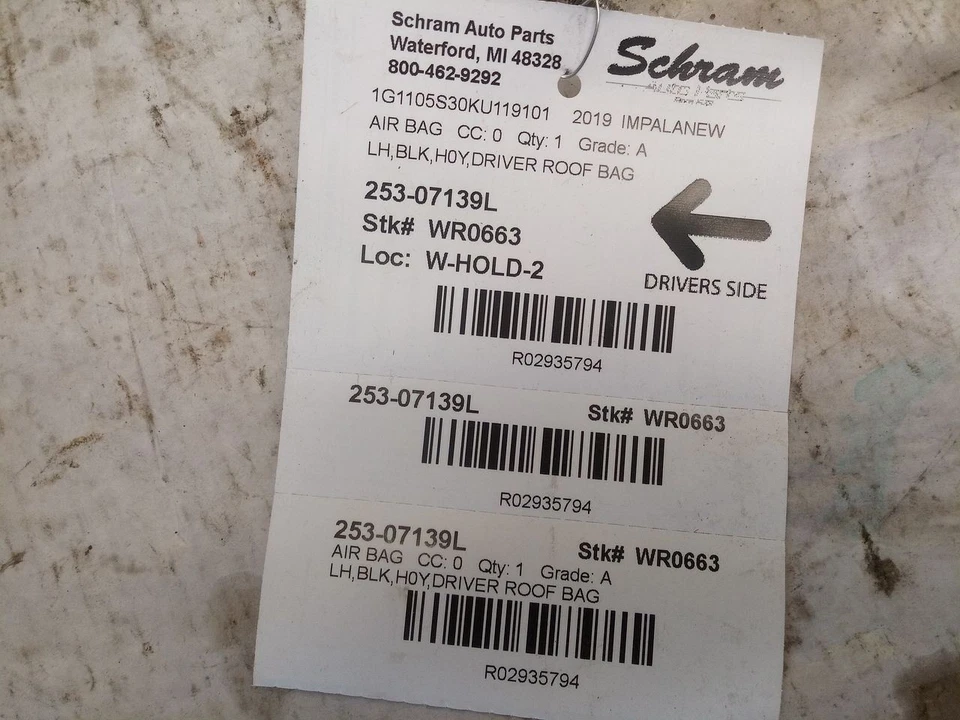 Schram Auto Parts
Waterford, MI 48328
800-462-9292
Schram
1G1105S30KU119101 2019 IMPALANEW
AIR BAG CC: 0 Qty: 1 Grade: A
LH,BLK,H0Y,DRIVER ROOF BAG
253-07139L
Stk# WR0663
Loc: W-HOLD-2
DRIVERS SIDE
R02935794
253-07139L Stk# WR0663
R02935794
253-07139L Stk# WR0663
AIR BAG CC: 0 Qty: 1 Grade: A
LH,BLK,H0Y,DRIVER ROOF BAG
R02935794